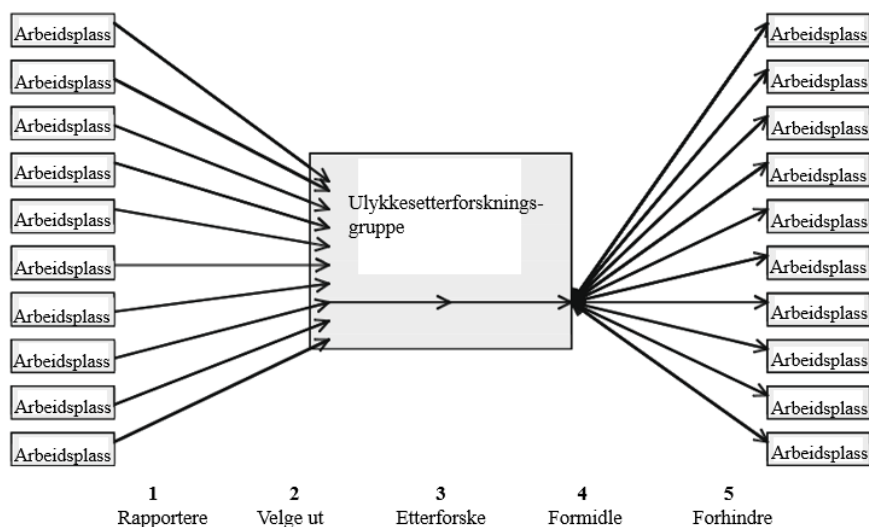 Arbeidsplass
Arbeidsplass
Arbeidsplass
Arbeidsplass
Arbeidsplass
Arbeidsplass
Arbeidsplass
Arbeidsplass
Arbeidsplass
Arbeidsplass
Ulykkesetterforsknings-
gruppe
Arbeidsplass
Arbeidsplass
Arbeidsplass
Arbeidsplass
Arbeidsplass
Arbeidsplass
Arbeidsplass
Arbeidsplass
Arbeidsplass
Arbeidsplass
1 2 3 4 5
Rapportere Velge ut Etterforske Formidle Forhindre